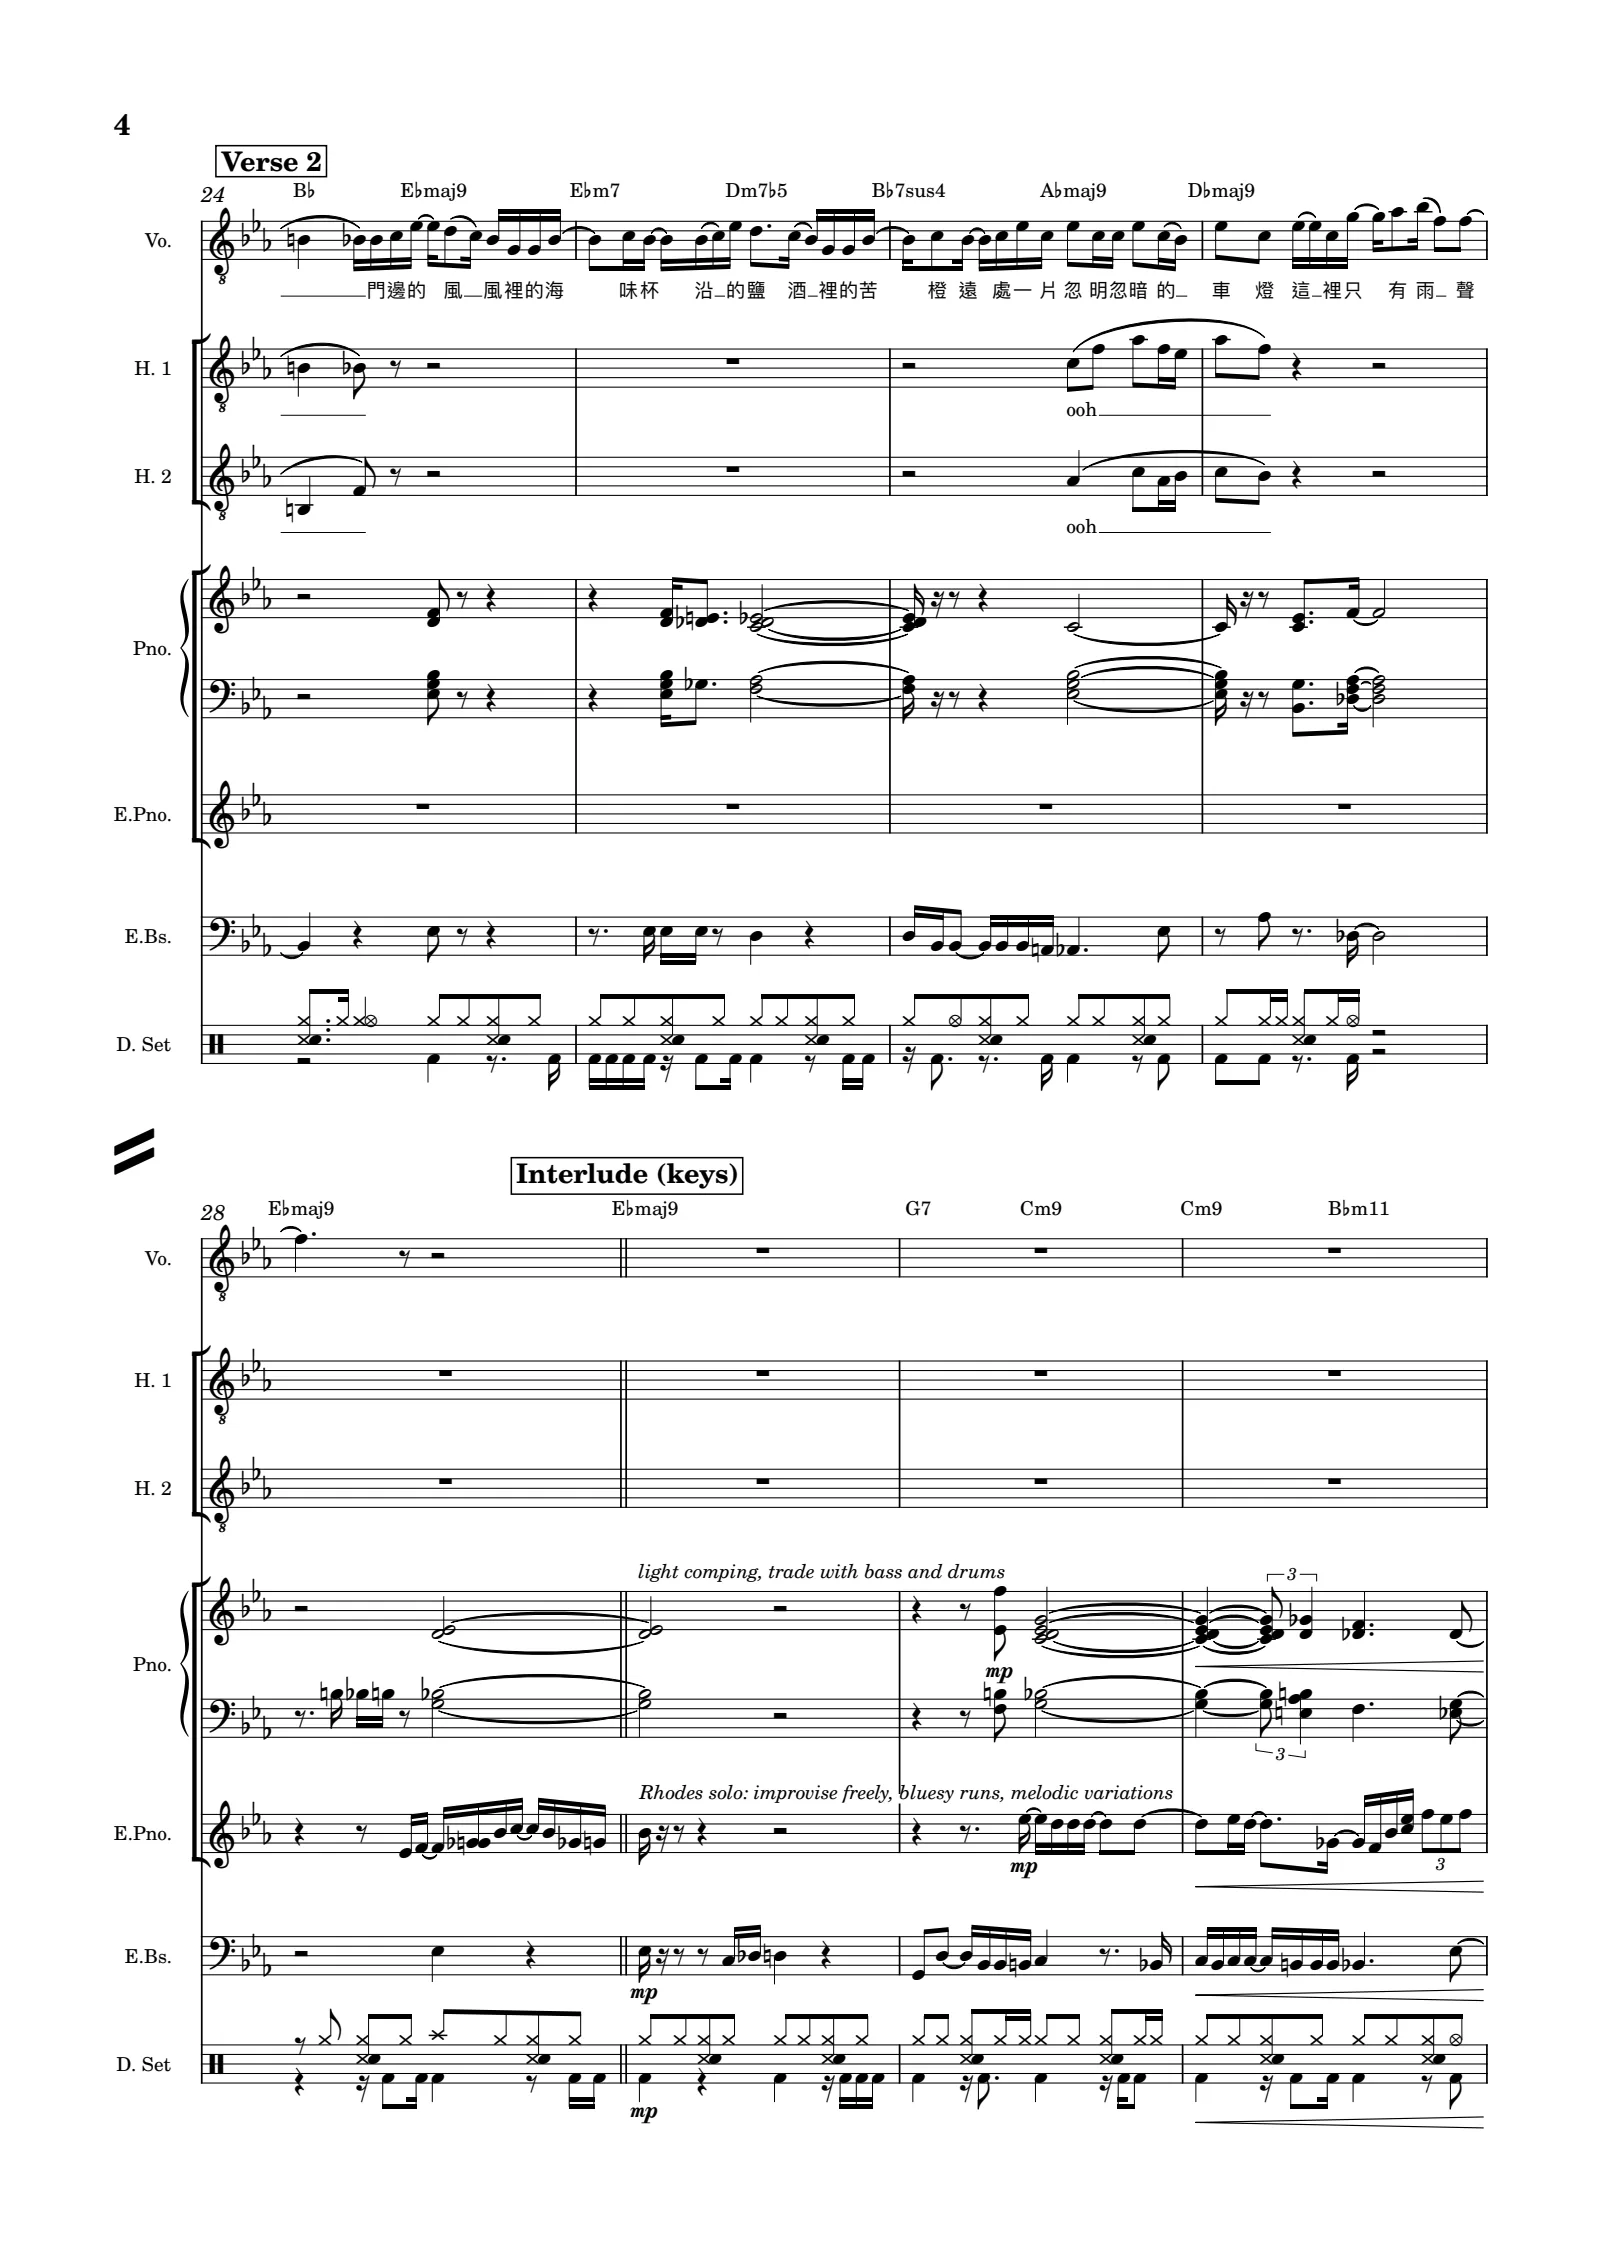 4
Verse 2
24 B♭ E♭maj9 E♭m7 Dm7♭5 B♭7sus4 A♭maj9 D♭maj9
Vo.
門邊的 風 風裡的海 味杯 沿 的鹽 酒 裡的苦 橙 遠 處一 片 忽 明忽暗 的 車 燈 這 裡只 有 雨 聲
H. 1
ooh
H. 2
ooh
Pno.
E.Pno.
E.Bs.
D. Set
Interlude (keys)
28 E♭maj9 E♭maj9 G7 Cm9 Cm9 B♭m11
Vo.
H. 1
H. 2
light comping, trade with bass and drums
3
Pno.
mp
3
Rhodes solo: improvise freely, bluesy runs, melodic variations
E.Pno.
mp 3
E.Bs.
mp
D. Set
mp